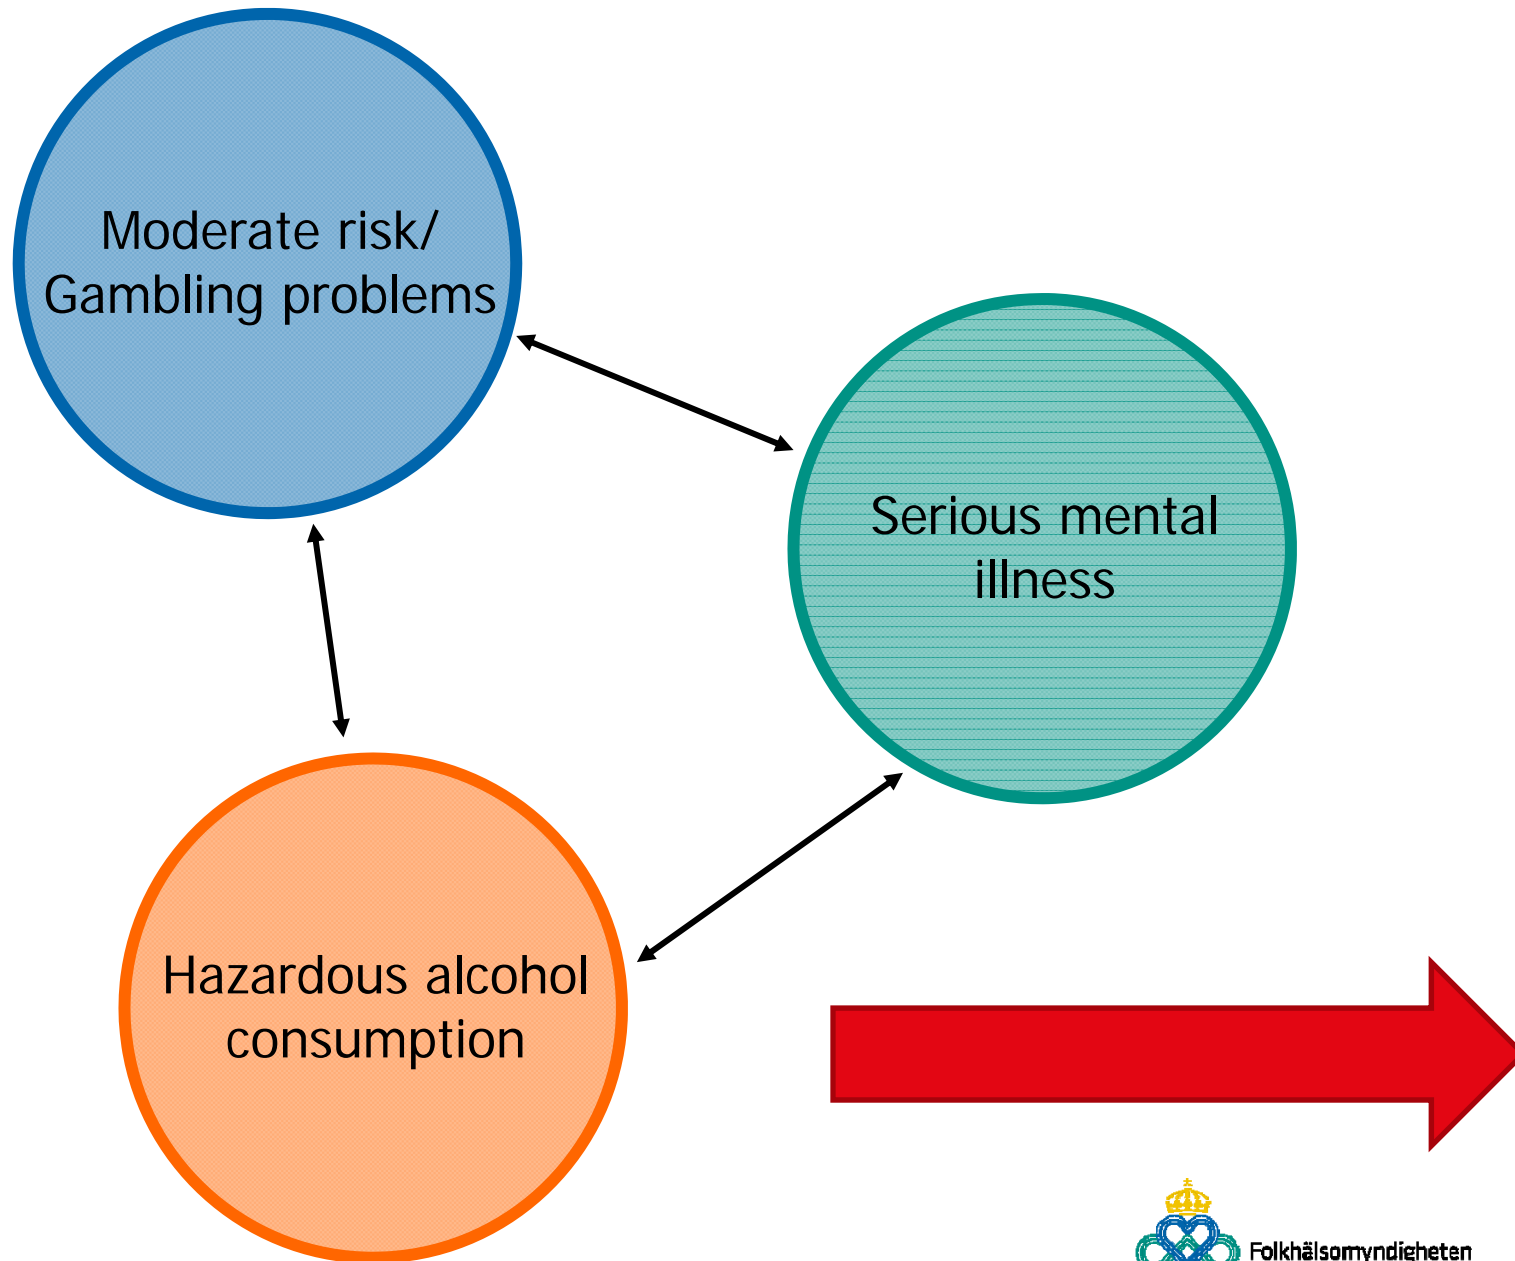 Moderate risk/
Gambling problems
Serious mental
illness
Hazardous alcohol
consumption
Folkhälsomyndigheten